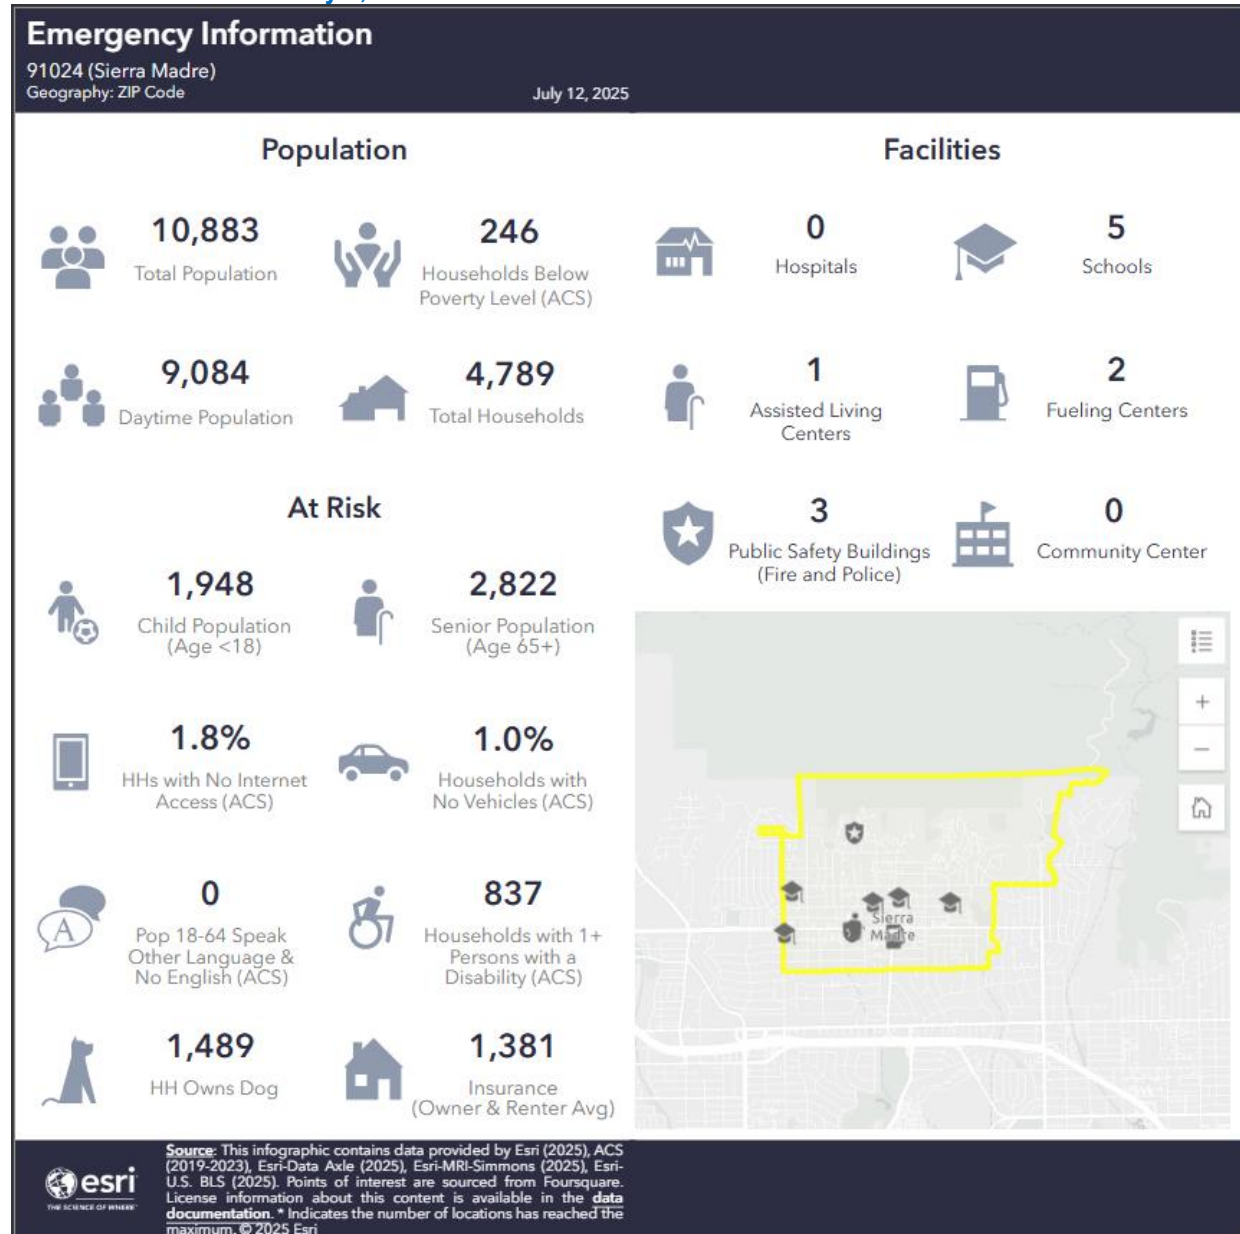 Emergency Information
91024 (Sierra Madre)
Geography: ZIP Code
July 12, 2025
Population
10,883
Total Population
246
Households Below
Poverty Level (ACS)
9,084
Daytime Population
4,789
Total Households
At Risk
1,948
Child Population
(Age <18)
2,822
Senior Population
(Age 65+)
1.8%
HHs with No Internet
Access (ACS)
1.0%
Households with
No Vehicles (ACS)
A
0
Pop 18-64 Speak
Other Language &
No English (ACS)
837
Households with 1+
Persons with a
Disability (ACS)
1,489
HH Owns Dog
1,381
Insurance
(Owner & Renter Avg)
Facilities
0
Hospitals
5
Schools
1
Assisted Living
Centers
2
Fueling Centers
3
Public Safety Buildings
(Fire and Police)
0
Community Center
+
−
Sierra
Madre
esri
THE SCIENCE OF WHERE
Source: This infographic contains data provided by Esri (2025), ACS
(2019-2023), Esri-Data Axle (2025), Esri-MRI-Simmons (2025), Esri-
U.S. BLS (2025). Points of interest are sourced from Foursquare.
License information about this content is available in the data
documentation. * Indicates the number of locations has reached the
maximum. © 2025 Esri